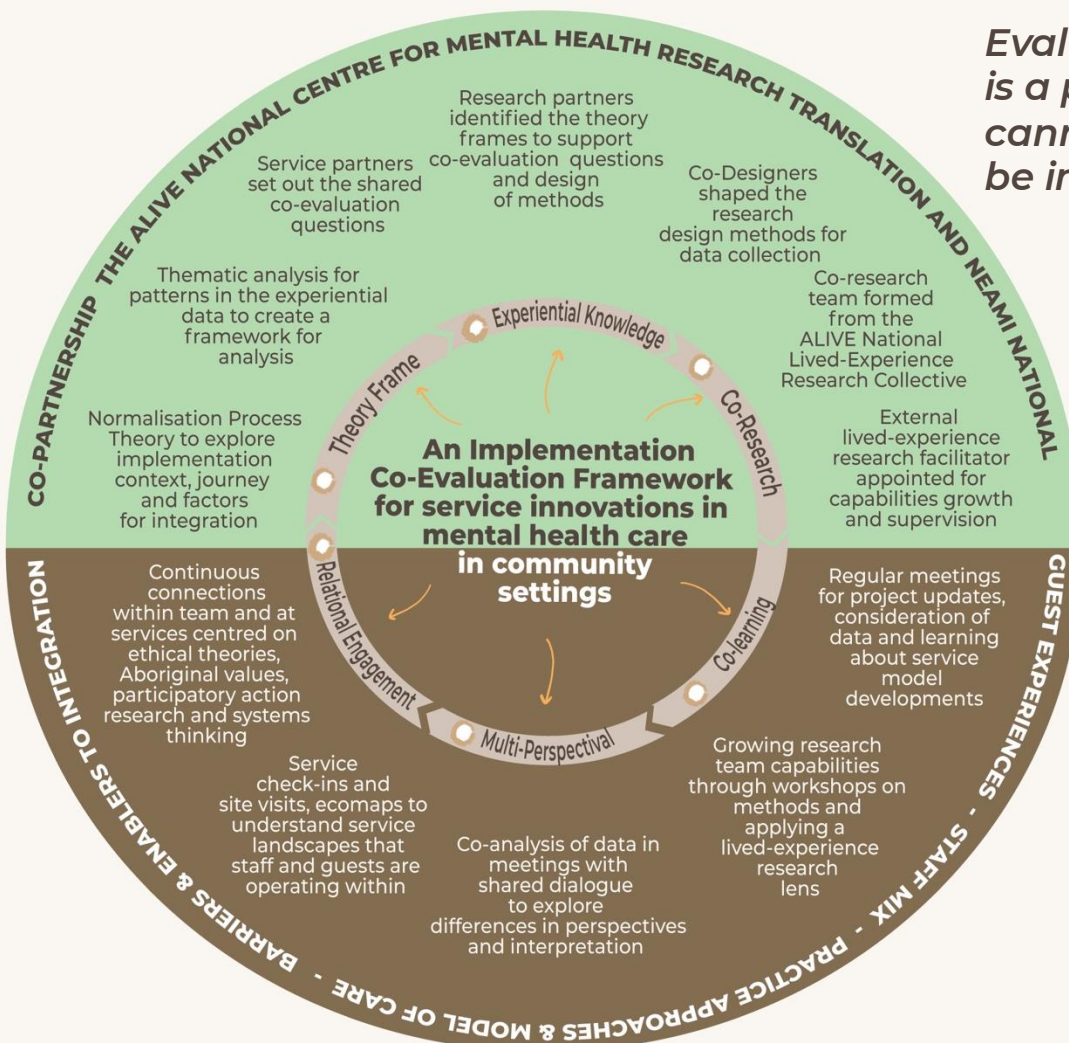 Eval
is a p
cann
be in
CO-PARTNERSHIP THE ALIVE NATIONAL CENTRE FOR MENTAL HEALTH RESEARCH TRANSLATION AND NEAMI NATIONAL
Research partners
identified the theory
frames to support
co-evaluation questions
and design
of methods
Service partners
set out the shared
co-evaluation
questions
Co-Designers
shaped the
research
design methods for
data collection
Thematic analysis for
patterns in the experiential
data to create a
framework for
analysis
Co-research
team formed
from the
ALIVE National
Lived-Experience
Research Collective
Normalisation Process
Theory to explore
implementation
context, journey
and factors
for integration
External
lived-experience
research facilitator
appointed for
capabilities growth
and supervision
Theory Frame
Experiential Knowledge
Co-Research
Co-learning
Multi-Perspectival
Relational Engagement
An Implementation
Co-Evaluation Framework
for service innovations in
mental health care
in community
settings
Continuous
connections
within team and at
services centred on
ethical theories,
Aboriginal values,
participatory action
research and systems
thinking
Regular meetings
for project updates,
consideration of
data and learning
about service
model
developments
Service
check-ins and
site visits, ecomaps to
understand service
landscapes that
staff and guests are
operating within
Co-analysis of data in
meetings with
shared dialogue
to explore
differences in perspectives
and interpretation
Growing research
team capabilities
through workshops on
methods and
applying a
lived-experience
research
lens
GUEST EXPERIENCES - STAFF MIX - PRACTICE APPROACHES & MODEL OF CARE - BARRIERS & ENABLERS TO INTEGRATION